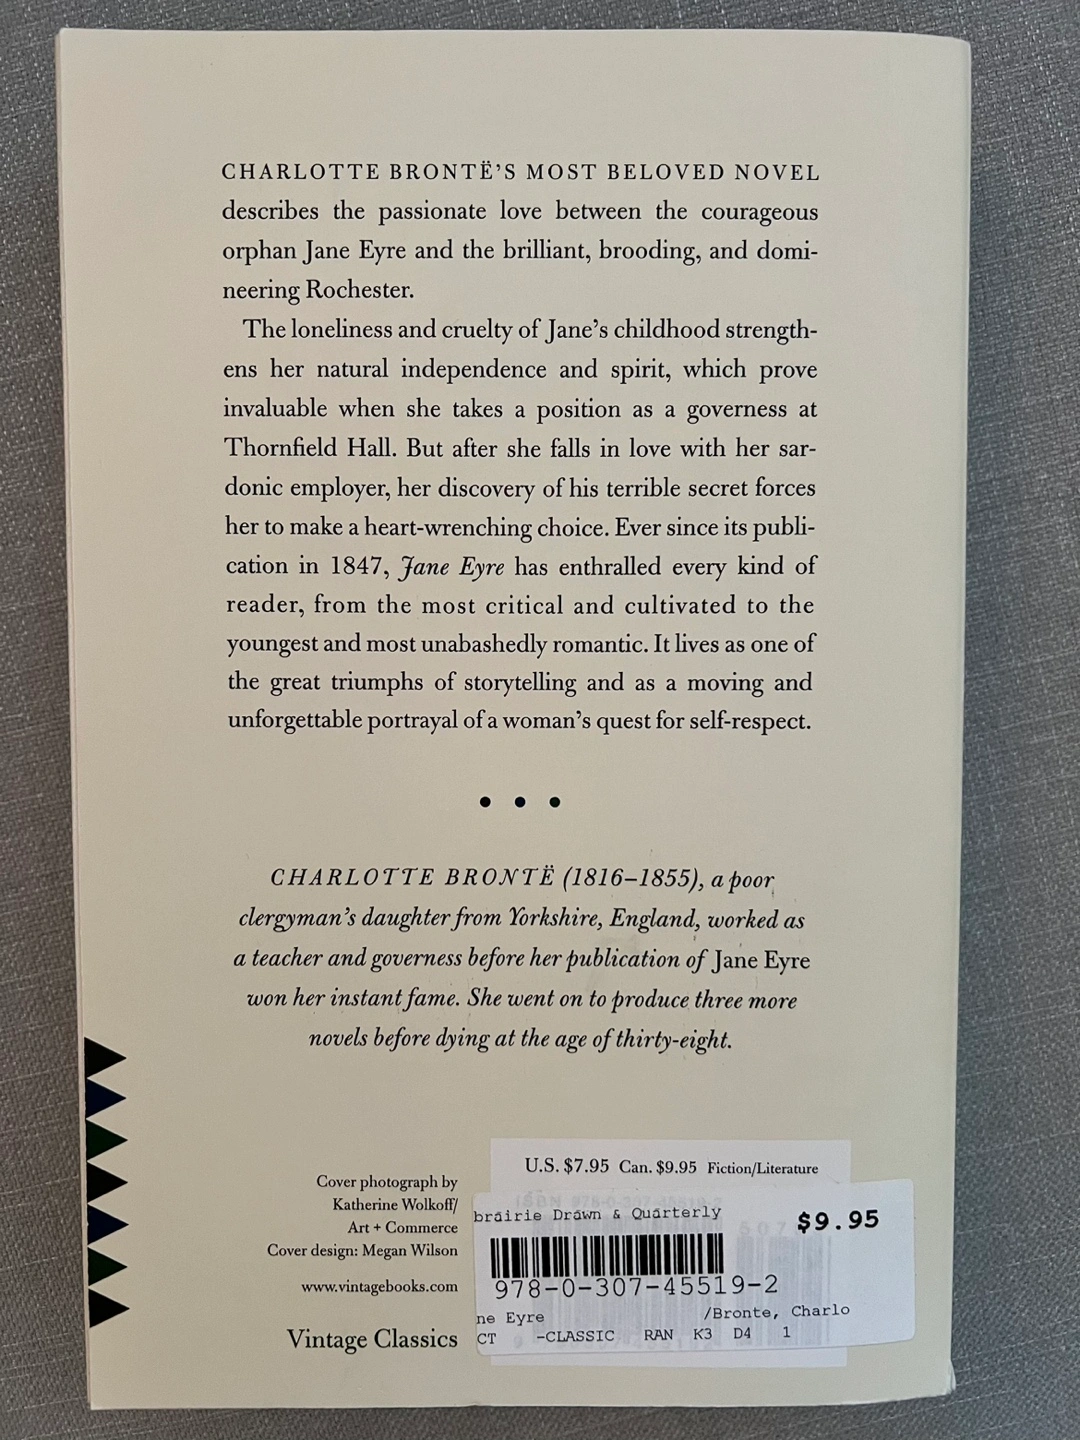 CHARLOTTE BRONTË'S MOST BELOVED NOVEL
describes the passionate love between the courageous
orphan Jane Eyre and the brilliant, brooding, and domi-
neering Rochester.
The loneliness and cruelty of Jane's childhood strength-
ens her natural independence and spirit, which prove
invaluable when she takes a position as a governess at
Thornfield Hall. But after she falls in love with her sar-
donic employer, her discovery of his terrible secret forces
her to make a heart-wrenching choice. Ever since its publi-
cation in 1847, Jane Eyre has enthralled every kind of
reader, from the most critical and cultivated to the
youngest and most unabashedly romantic. It lives as one of
the great triumphs of storytelling and as a moving and
unforgettable portrayal of a woman's quest for self-respect.
• • •
CHARLOTTE BRONTË (1816–1855), a poor
clergyman's daughter from Yorkshire, England, worked as
a teacher and governess before her publication of Jane Eyre
won her instant fame. She went on to produce three more
novels before dying at the age of thirty-eight.
Cover photograph by
Katherine Wolkoff/
Art + Commerce
Cover design: Megan Wilson
www.vintagebooks.com
Vintage Classics
U.S. $7.95 Can. $9.95 Fiction/Literature
brairie Drawn & Quarterly $9.95
978-0-307-45519-2
ne Eyre /Bronte, Charlo
CT -CLASSIC RAN K3 D4 1